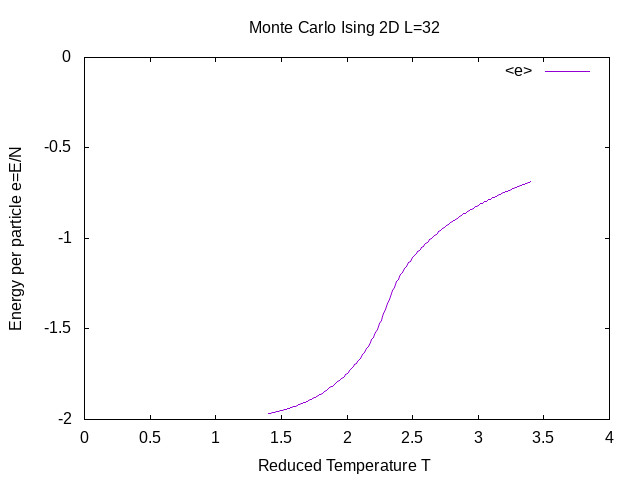 Monte Carlo Ising 2D L=32
<e>
Energy per particle e=E/N
0
-0.5
-1
-1.5
-2
0 0.5 1 1.5 2 2.5 3 3.5 4
Reduced Temperature T